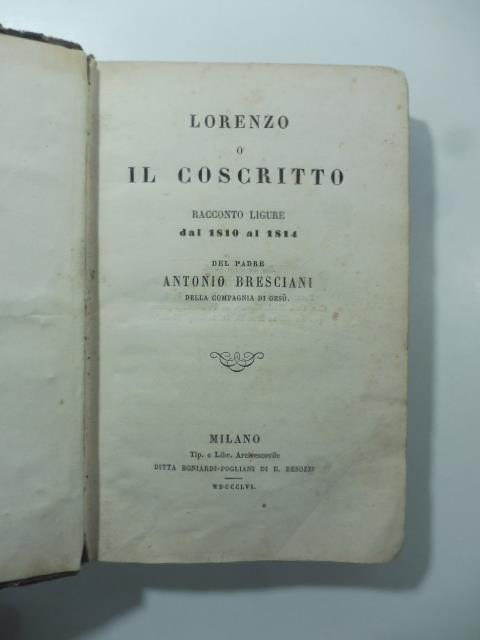 LORENZO
O
IL COSCRITTO
RACCONTO LIGURE
dal 1810 al 1814
DEL PADRE
ANTONIO BRESCIANI
DELLA COMPAGNIA DI GESÙ.
MILANO
Tip. e Libr. Arcivescovile
DITTA BONIARDI-POGLIANI DI E. BESOZZI
MDCCCLVI.